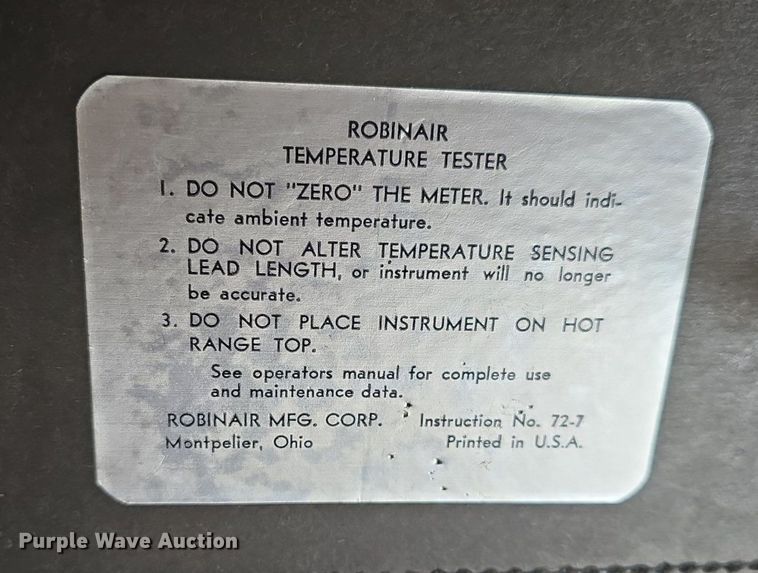 ROBINAIR
TEMPERATURE TESTER
1. DO NOT "ZERO" THE METER. It should indi-
cate ambient temperature.
2. DO NOT ALTER TEMPERATURE SENSING
LEAD LENGTH, or instrument will no longer
be accurate.
3. DO NOT PLACE INSTRUMENT ON HOT
RANGE TOP.
See operators manual for complete use
and maintenance data.
ROBINAIR MFG. CORP. Instruction No. 72-7
Montpelier, Ohio Printed in U.S.A.
Purple Wave Auction